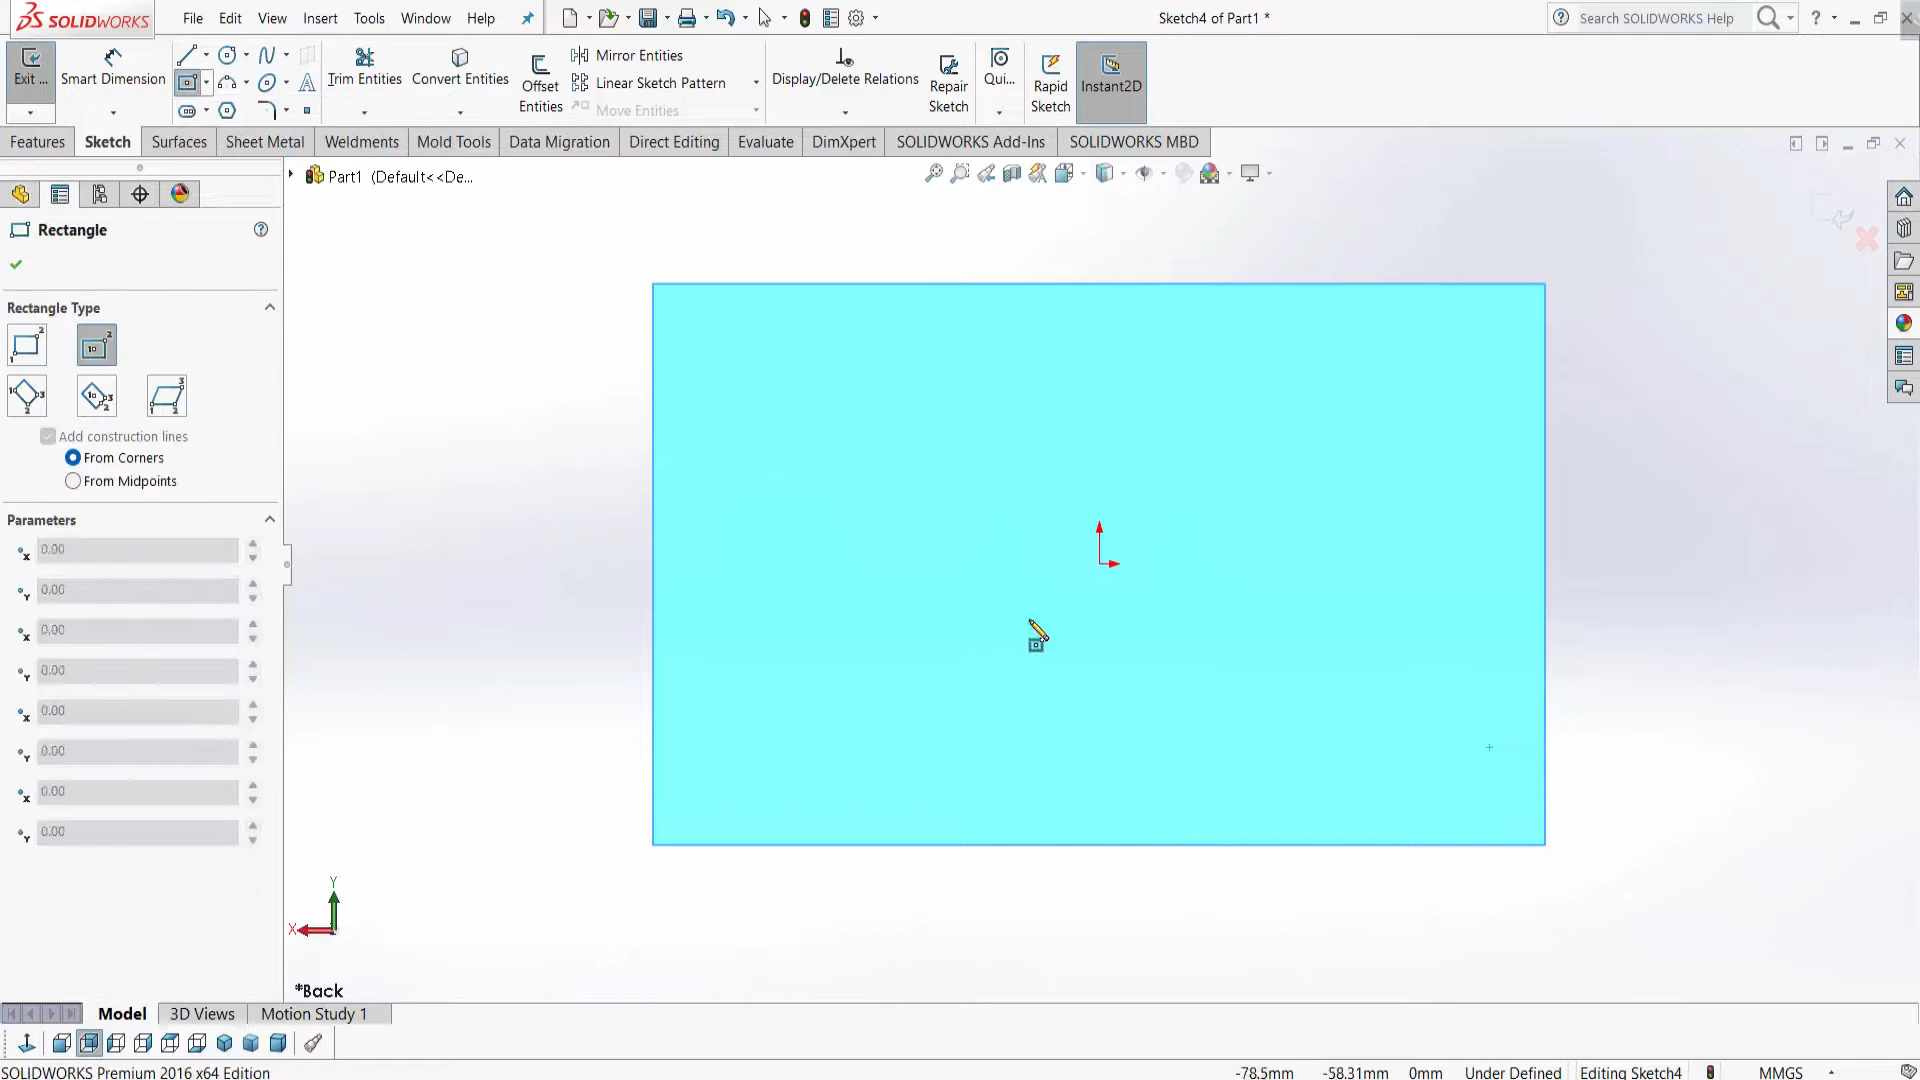 SOLIDWORKS
File Edit View Insert Tools Window Help
Sketch4 of Part1 *
Search SOLIDWORKS Help
Exit ...
Smart Dimension
Trim Entities
Convert Entities
Offset Entities
Mirror Entities
Linear Sketch Pattern
Move Entities
Display/Delete Relations
Repair Sketch
Qui...
Rapid Sketch
Instant2D
Features Sketch Surfaces Sheet Metal Weldments Mold Tools Data Migration Direct Editing Evaluate DimXpert SOLIDWORKS Add-Ins SOLIDWORKS MBD
Part1 (Default<<De...
Rectangle
Rectangle Type
Add construction lines
From Corners
From Midpoints
Parameters
X 0.00
Y 0.00
X 0.00
Y 0.00
X 0.00
Y 0.00
X 0.00
Y 0.00
Y
X
*Back
Model 3D Views Motion Study 1
SOLIDWORKS Premium 2016 x64 Edition
-78.5mm -58.31mm 0mm Under Defined Editing Sketch4 MMGS